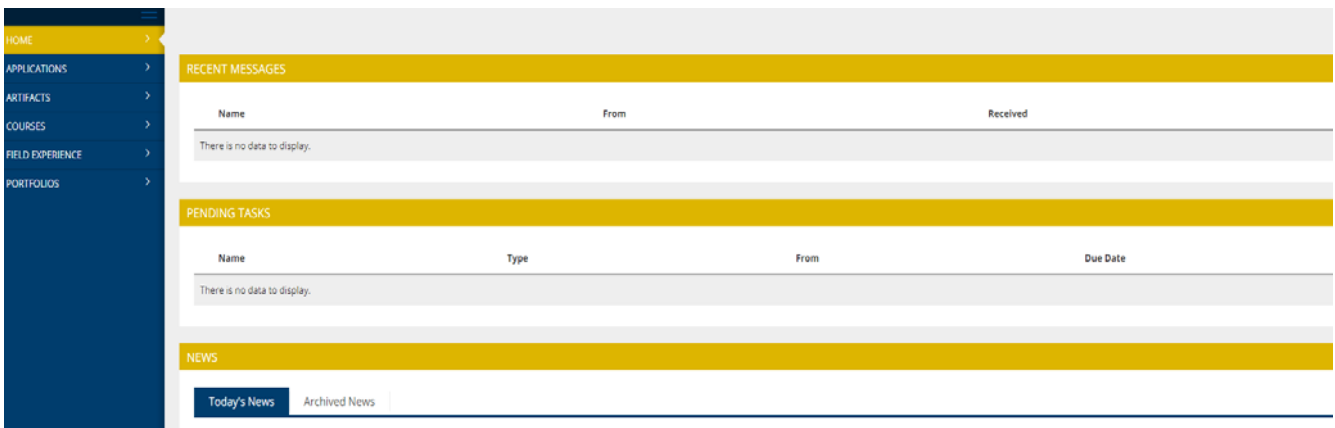 HOME
APPLICATIONS
ARTIFACTS
COURSES
FIELD EXPERIENCE
PORTFOLIOS
RECENT MESSAGES
Name From Received
There is no data to display.
PENDING TASKS
Name Type From Due Date
There is no data to display.
NEWS
Today's News Archived News